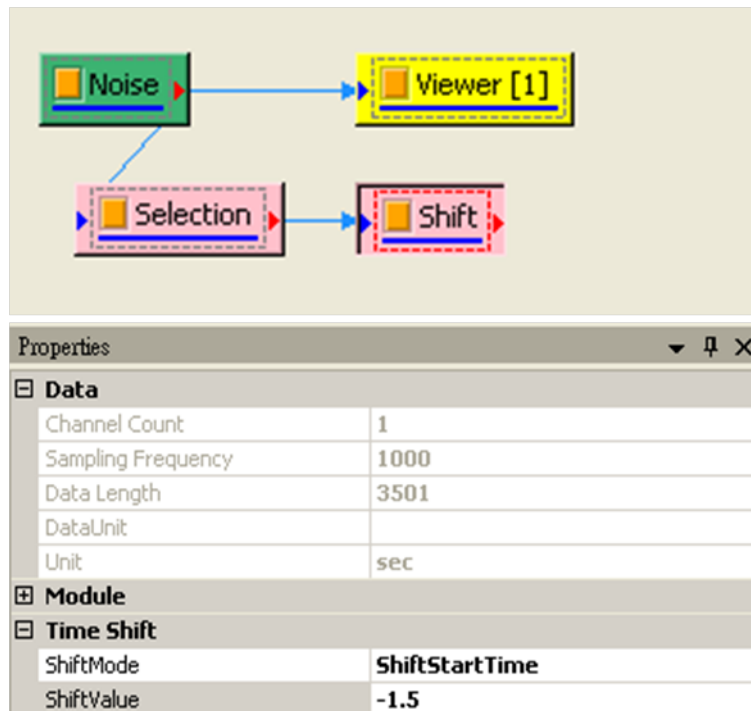 Noise
Viewer [1]
Selection
Shift
Properties
Data
Channel Count 1
Sampling Frequency 1000
Data Length 3501
DataUnit
Unit sec
Module
Time Shift
ShiftMode ShiftStartTime
ShiftValue -1.5